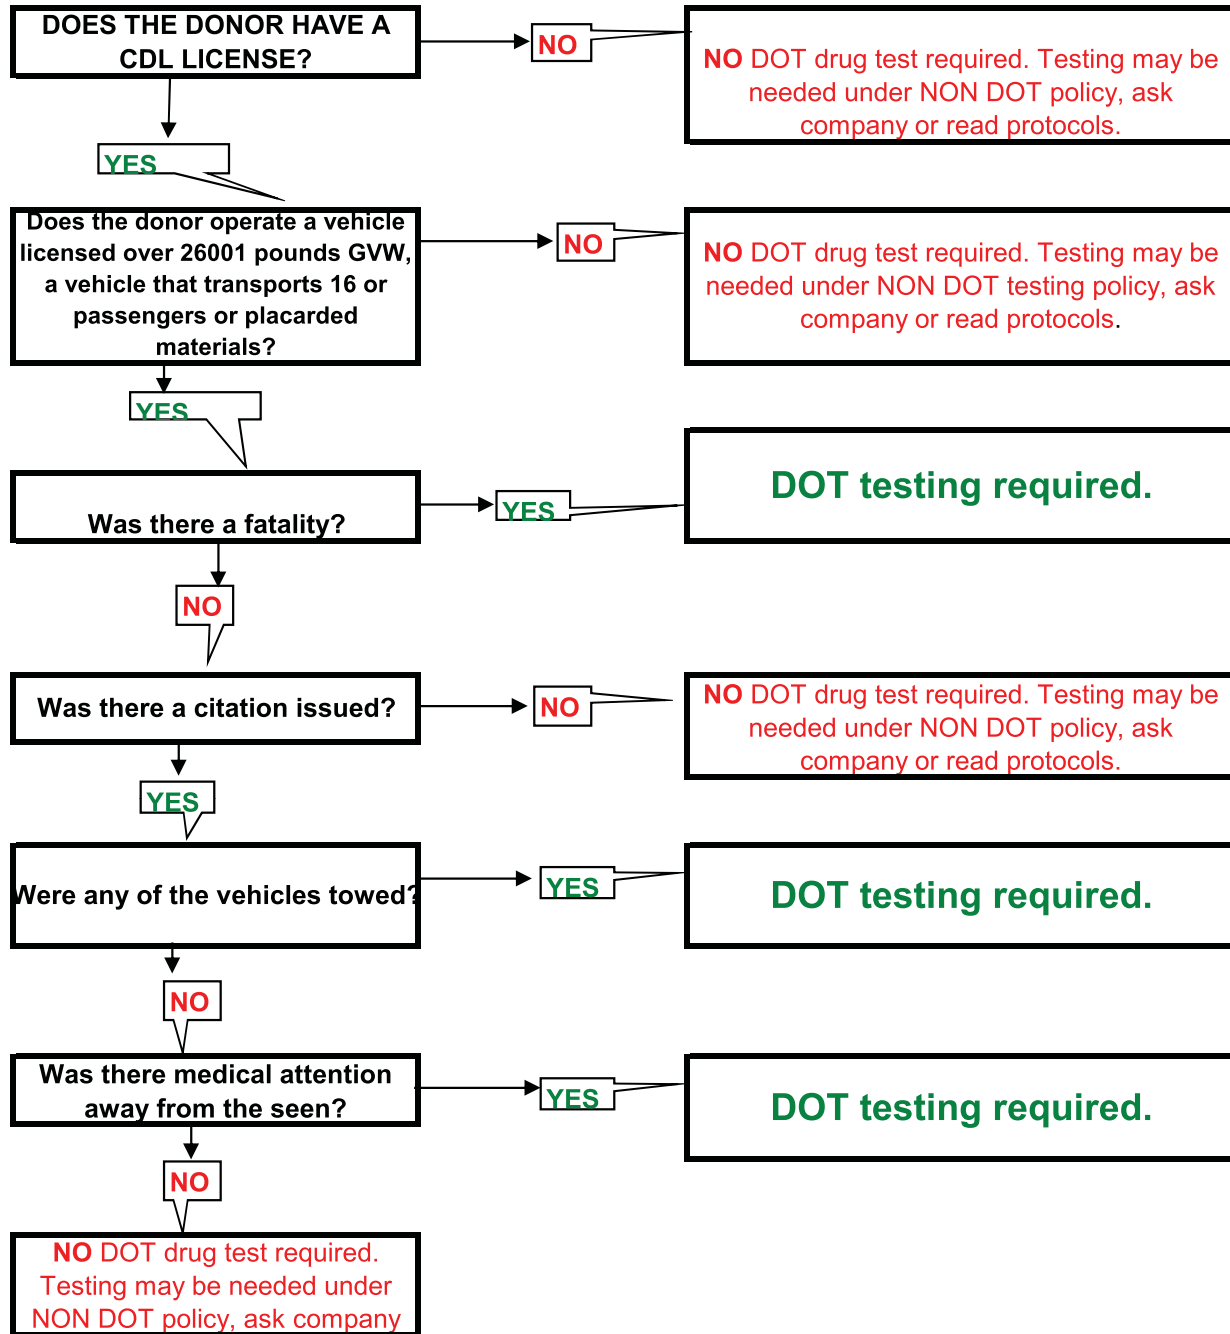 DOES THE DONOR HAVE A
CDL LICENSE?
NO
NO DOT drug test required. Testing may be
needed under NON DOT policy, ask
company or read protocols.
YES
Does the donor operate a vehicle
licensed over 26001 pounds GVW,
a vehicle that transports 16 or
passengers or placarded
materials?
NO
NO DOT drug test required. Testing may be
needed under NON DOT testing policy, ask
company or read protocols.
YES
Was there a fatality?
YES
DOT testing required.
NO
Was there a citation issued?
NO
NO DOT drug test required. Testing may be
needed under NON DOT policy, ask
company or read protocols.
YES
Were any of the vehicles towed?
YES
DOT testing required.
NO
Was there medical attention
away from the seen?
YES
DOT testing required.
NO
NO DOT drug test required.
Testing may be needed under
NON DOT policy, ask company